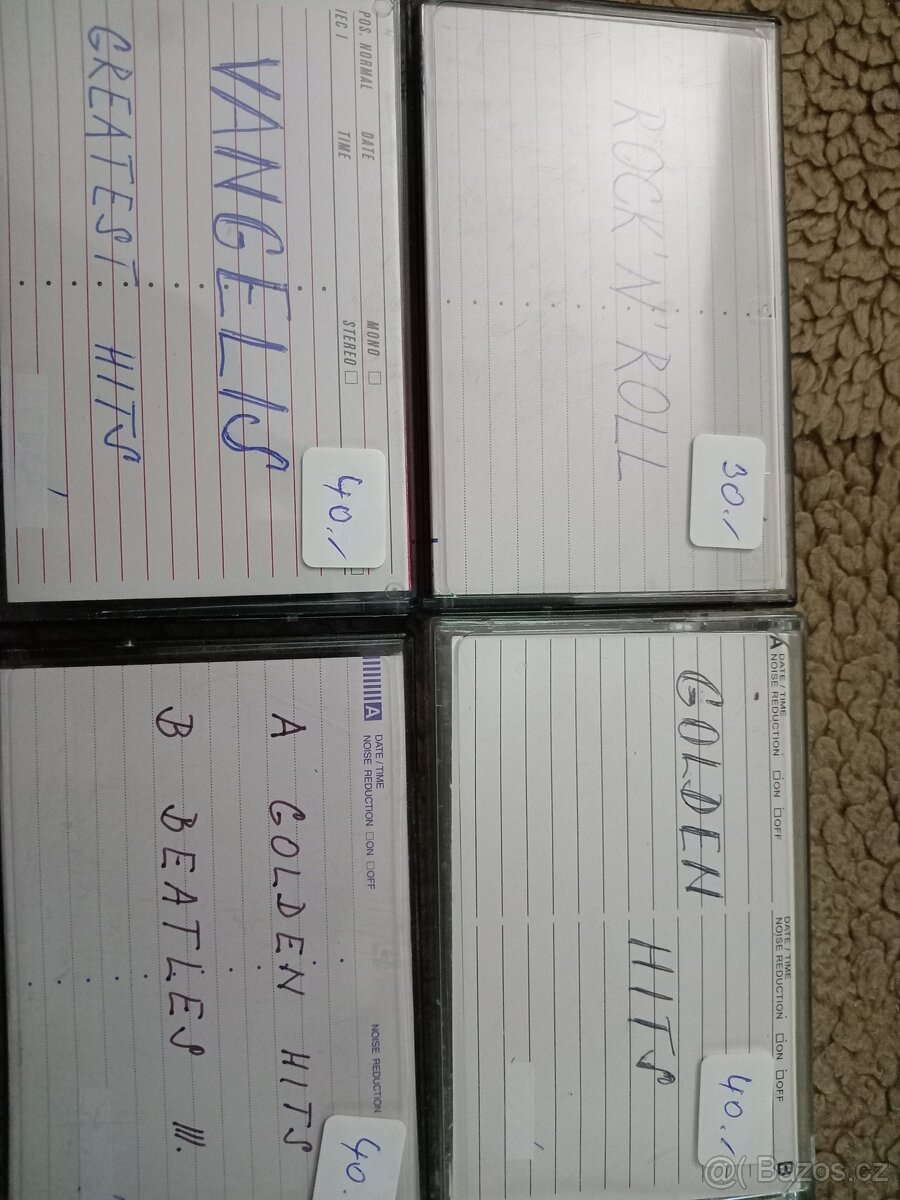 ROCK'N'ROLL
30.-
POS. NORMAL DATE MONO
IEC I TIME STEREO
VANGELIS
GREATEST HITS
40.-
A DATE / TIME
NOISE REDUCTION ON OFF
DATE / TIME
NOISE REDUCTION ON OFF
B
GOLDEN
HITS
40.-
A DATE / TIME
NOISE REDUCTION ON OFF
NOISE REDUCTION
A GOLDEN HITS
B BEATLES III.
40.
@( Bazos.cz